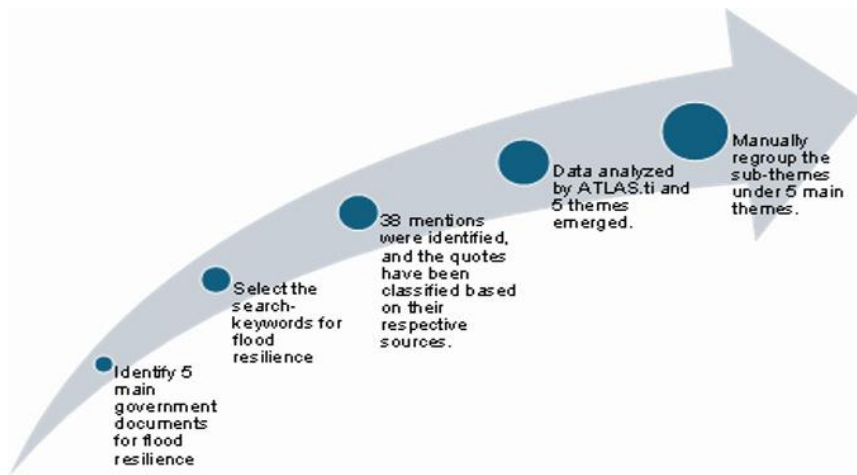 Identify 5
main
government
documents
for flood
resilience
Select the
search-
keywords for
flood
resilience
38 mentions
were identified,
and the quotes
have been
classified based
on their
respective
sources.
Data analyzed
by ATLAS.ti and
5 themes
emerged.
Manually
regroup the
sub-themes
under 5 main
themes.